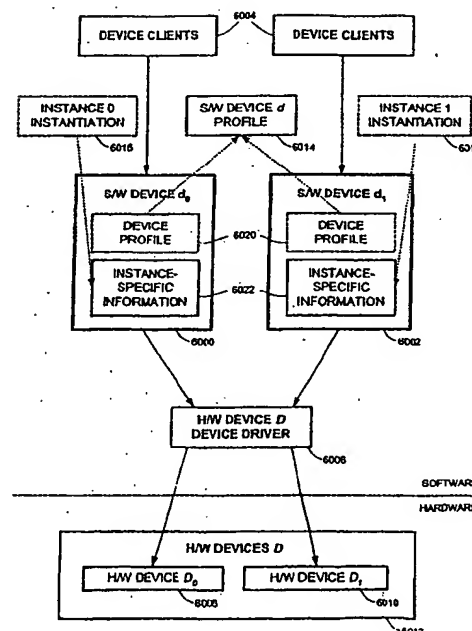 DEVICE CLIENTS
6004
DEVICE CLIENTS
INSTANCE 0
INSTANTIATION
6016
S/W DEVICE d
PROFILE
6014
INSTANCE 1
INSTANTIATION
S/W DEVICE d0
DEVICE
PROFILE
INSTANCE-
SPECIFIC
INFORMATION
6000
6020
6022
S/W DEVICE d1
DEVICE
PROFILE
INSTANCE-
SPECIFIC
INFORMATION
6002
H/W DEVICE D
DEVICE DRIVER
6006
SOFTWARE
HARDWARE
H/W DEVICES D
H/W DEVICE D0
H/W DEVICE D1
6010